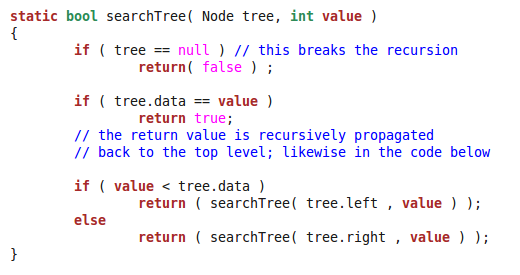 static bool searchTree( Node tree, int value )
{
        if ( tree == null ) // this breaks the recursion
                return( false ) ;

        if ( tree.data == value )
                return true;
        // the return value is recursively propagated
        // back to the top level; likewise in the code below

        if ( value < tree.data )
                return ( searchTree( tree.left , value ) );
        else
                return ( searchTree( tree.right , value ) );
}